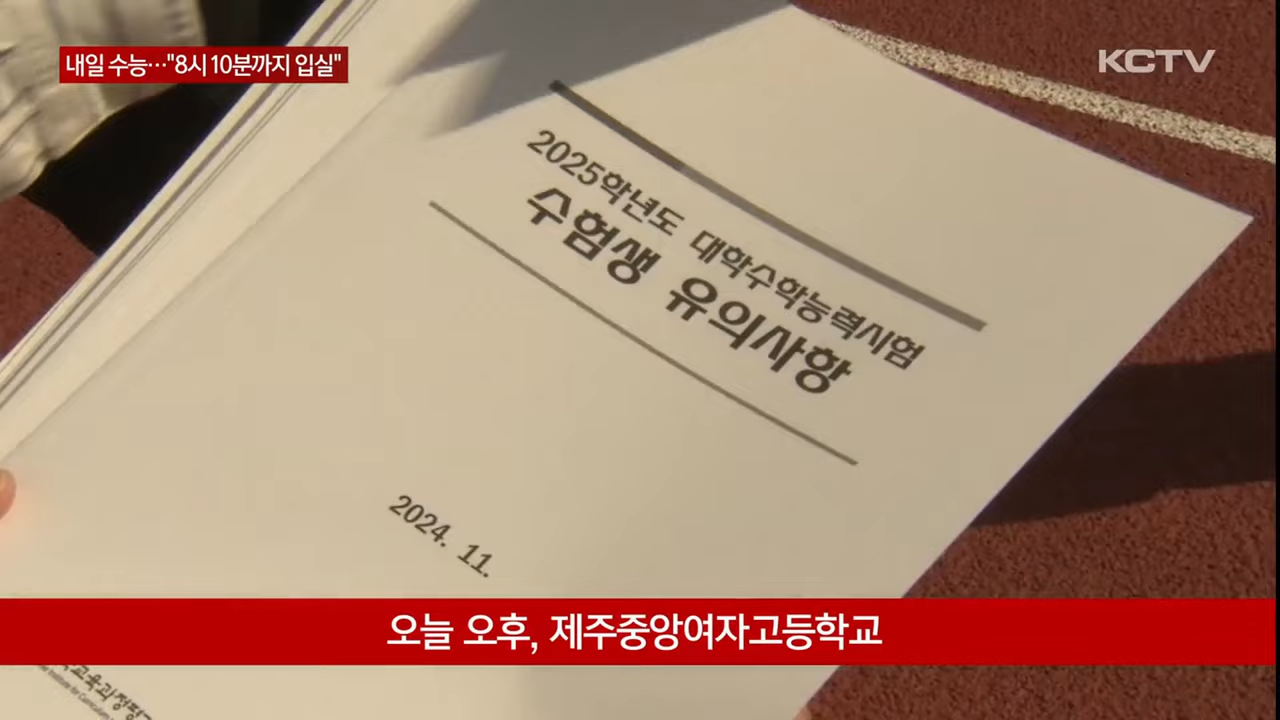 내일 수능…"8시 10분까지 입실"
KCTV
2025학년도 대학수학능력시험
수험생 유의사항
2024. 11.
오늘 오후, 제주중앙여자고등학교